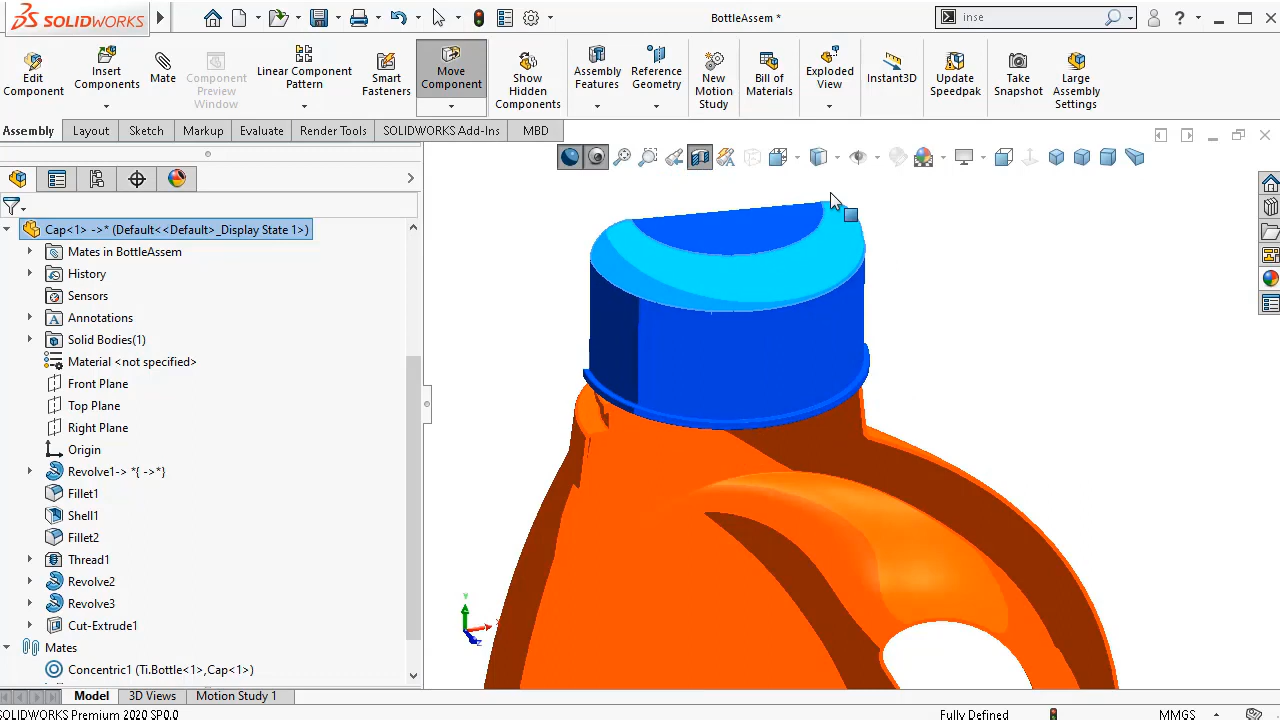 SOLIDWORKS
BottleAssem *
inse
Edit Component
Insert Components
Mate
Component Preview Window
Linear Component Pattern
Smart Fasteners
Move Component
Show Hidden Components
Assembly Features
Reference Geometry
New Motion Study
Bill of Materials
Exploded View
Instant3D
Update Speedpak
Take Snapshot
Large Assembly Settings
Assembly
Layout
Sketch
Markup
Evaluate
Render Tools
SOLIDWORKS Add-Ins
MBD
Cap<1> ->* (Default<<Default>_Display State 1>)
Mates in BottleAssem
History
Sensors
Annotations
Solid Bodies(1)
Material <not specified>
Front Plane
Top Plane
Right Plane
Origin
Revolve1-> *{ ->*}
Fillet1
Shell1
Fillet2
Thread1
Revolve2
Revolve3
Cut-Extrude1
Mates
Concentric1 (Ti.Bottle<1>,Cap<1>)
Y
Model
3D Views
Motion Study 1
SOLIDWORKS Premium 2020 SP0.0
Fully Defined
MMGS